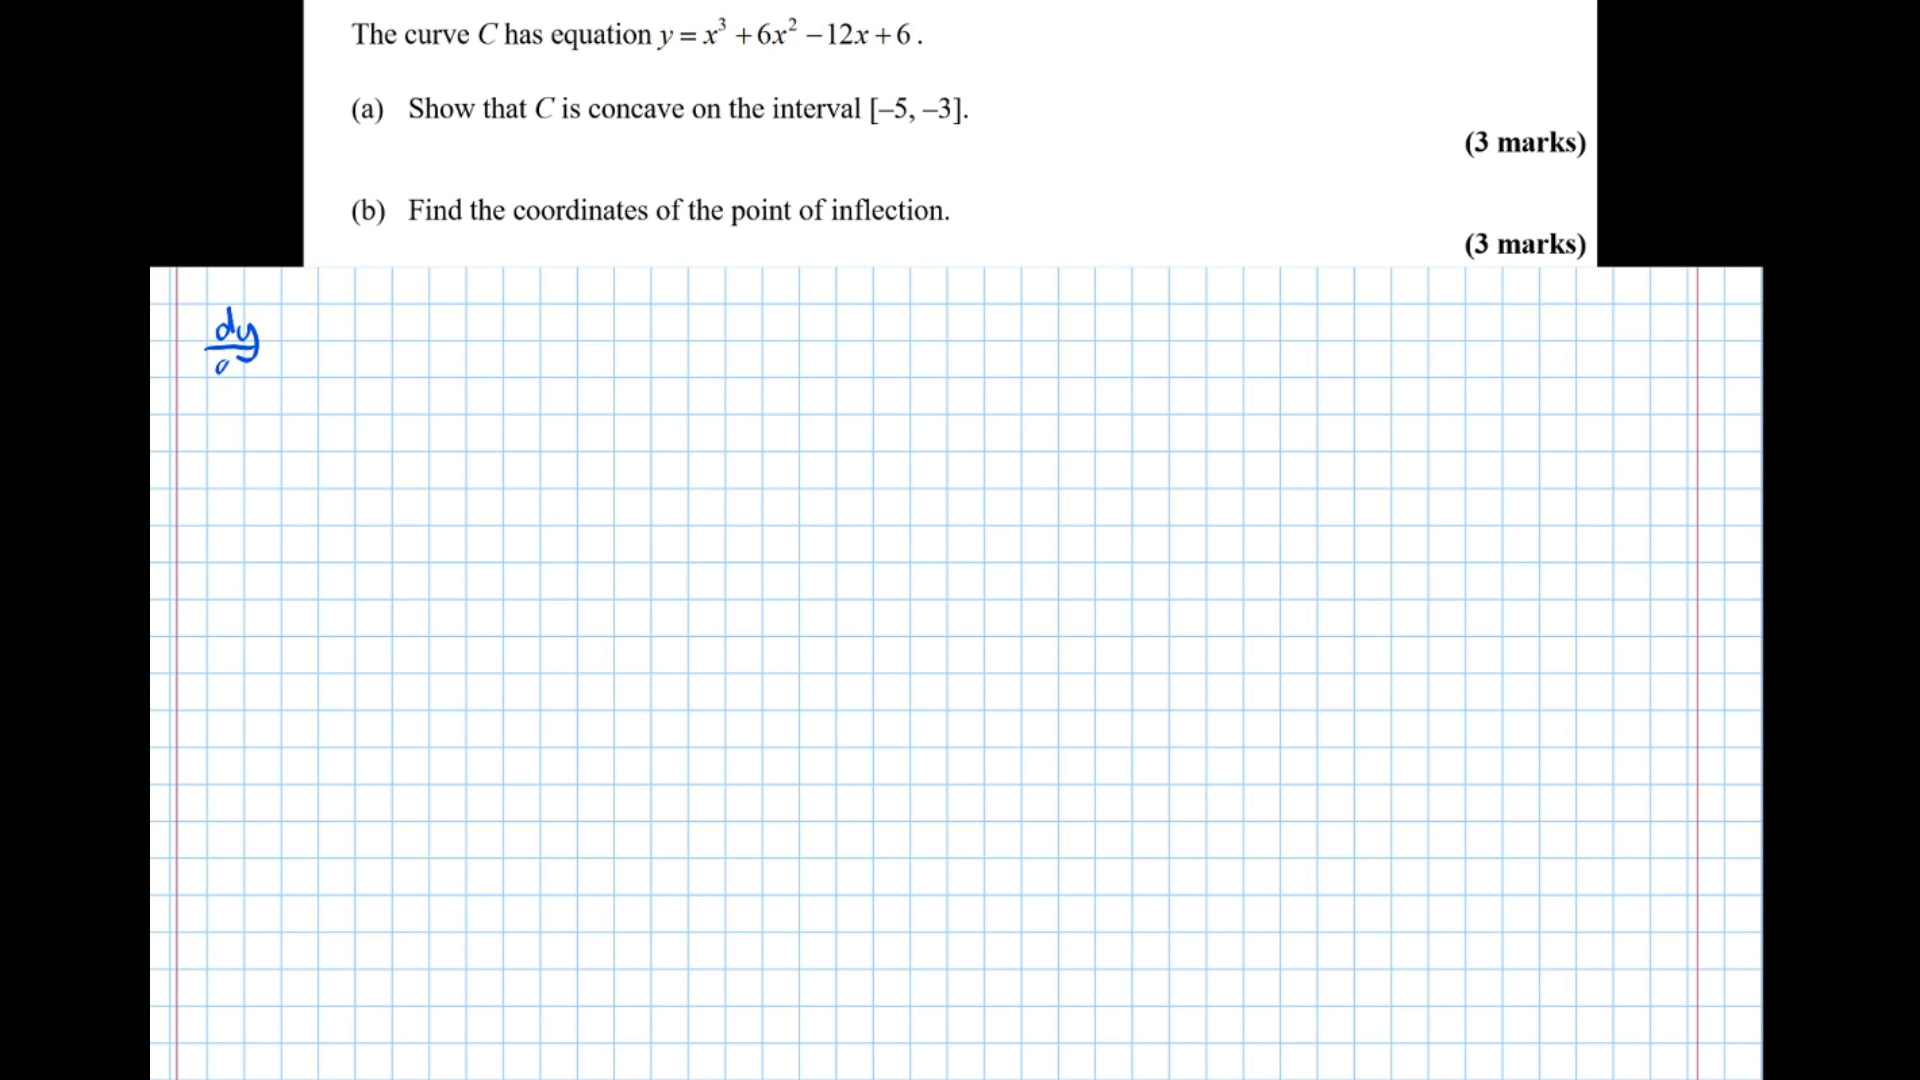 The curve C has equation y = x³ + 6x² − 12x + 6 .
(a) Show that C is concave on the interval [–5, –3].
(3 marks)
(b) Find the coordinates of the point of inflection.
(3 marks)
dy